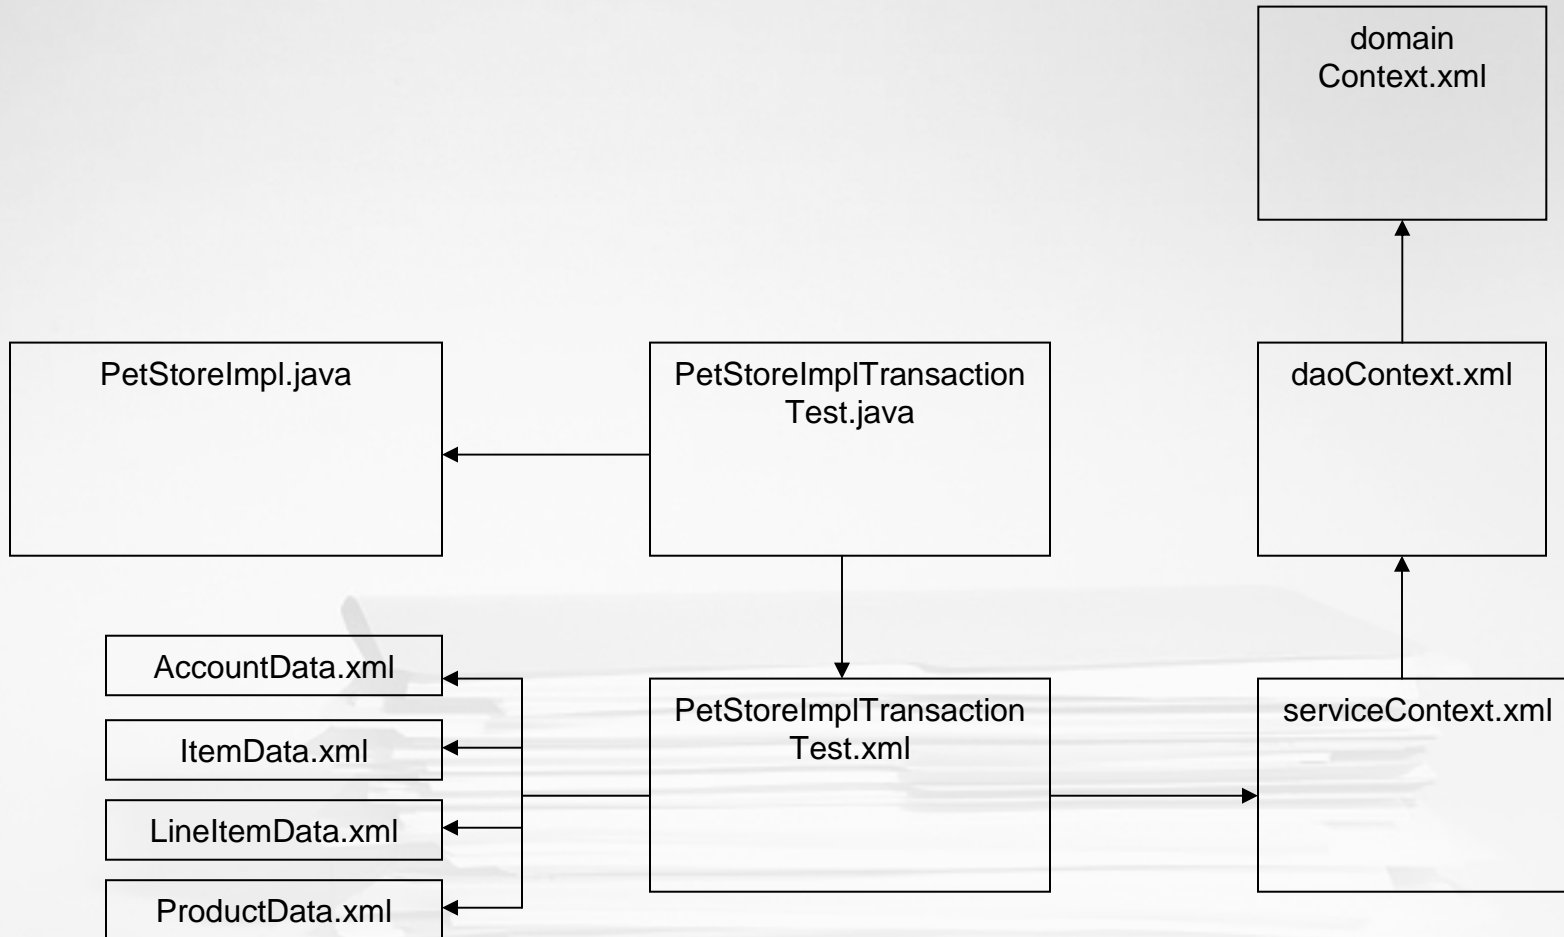 domain
Context.xml
PetStoreImpl.java
PetStoreImplTransaction
Test.java
daoContext.xml
AccountData.xml
ItemData.xml
LineItemData.xml
ProductData.xml
PetStoreImplTransaction
Test.xml
serviceContext.xml